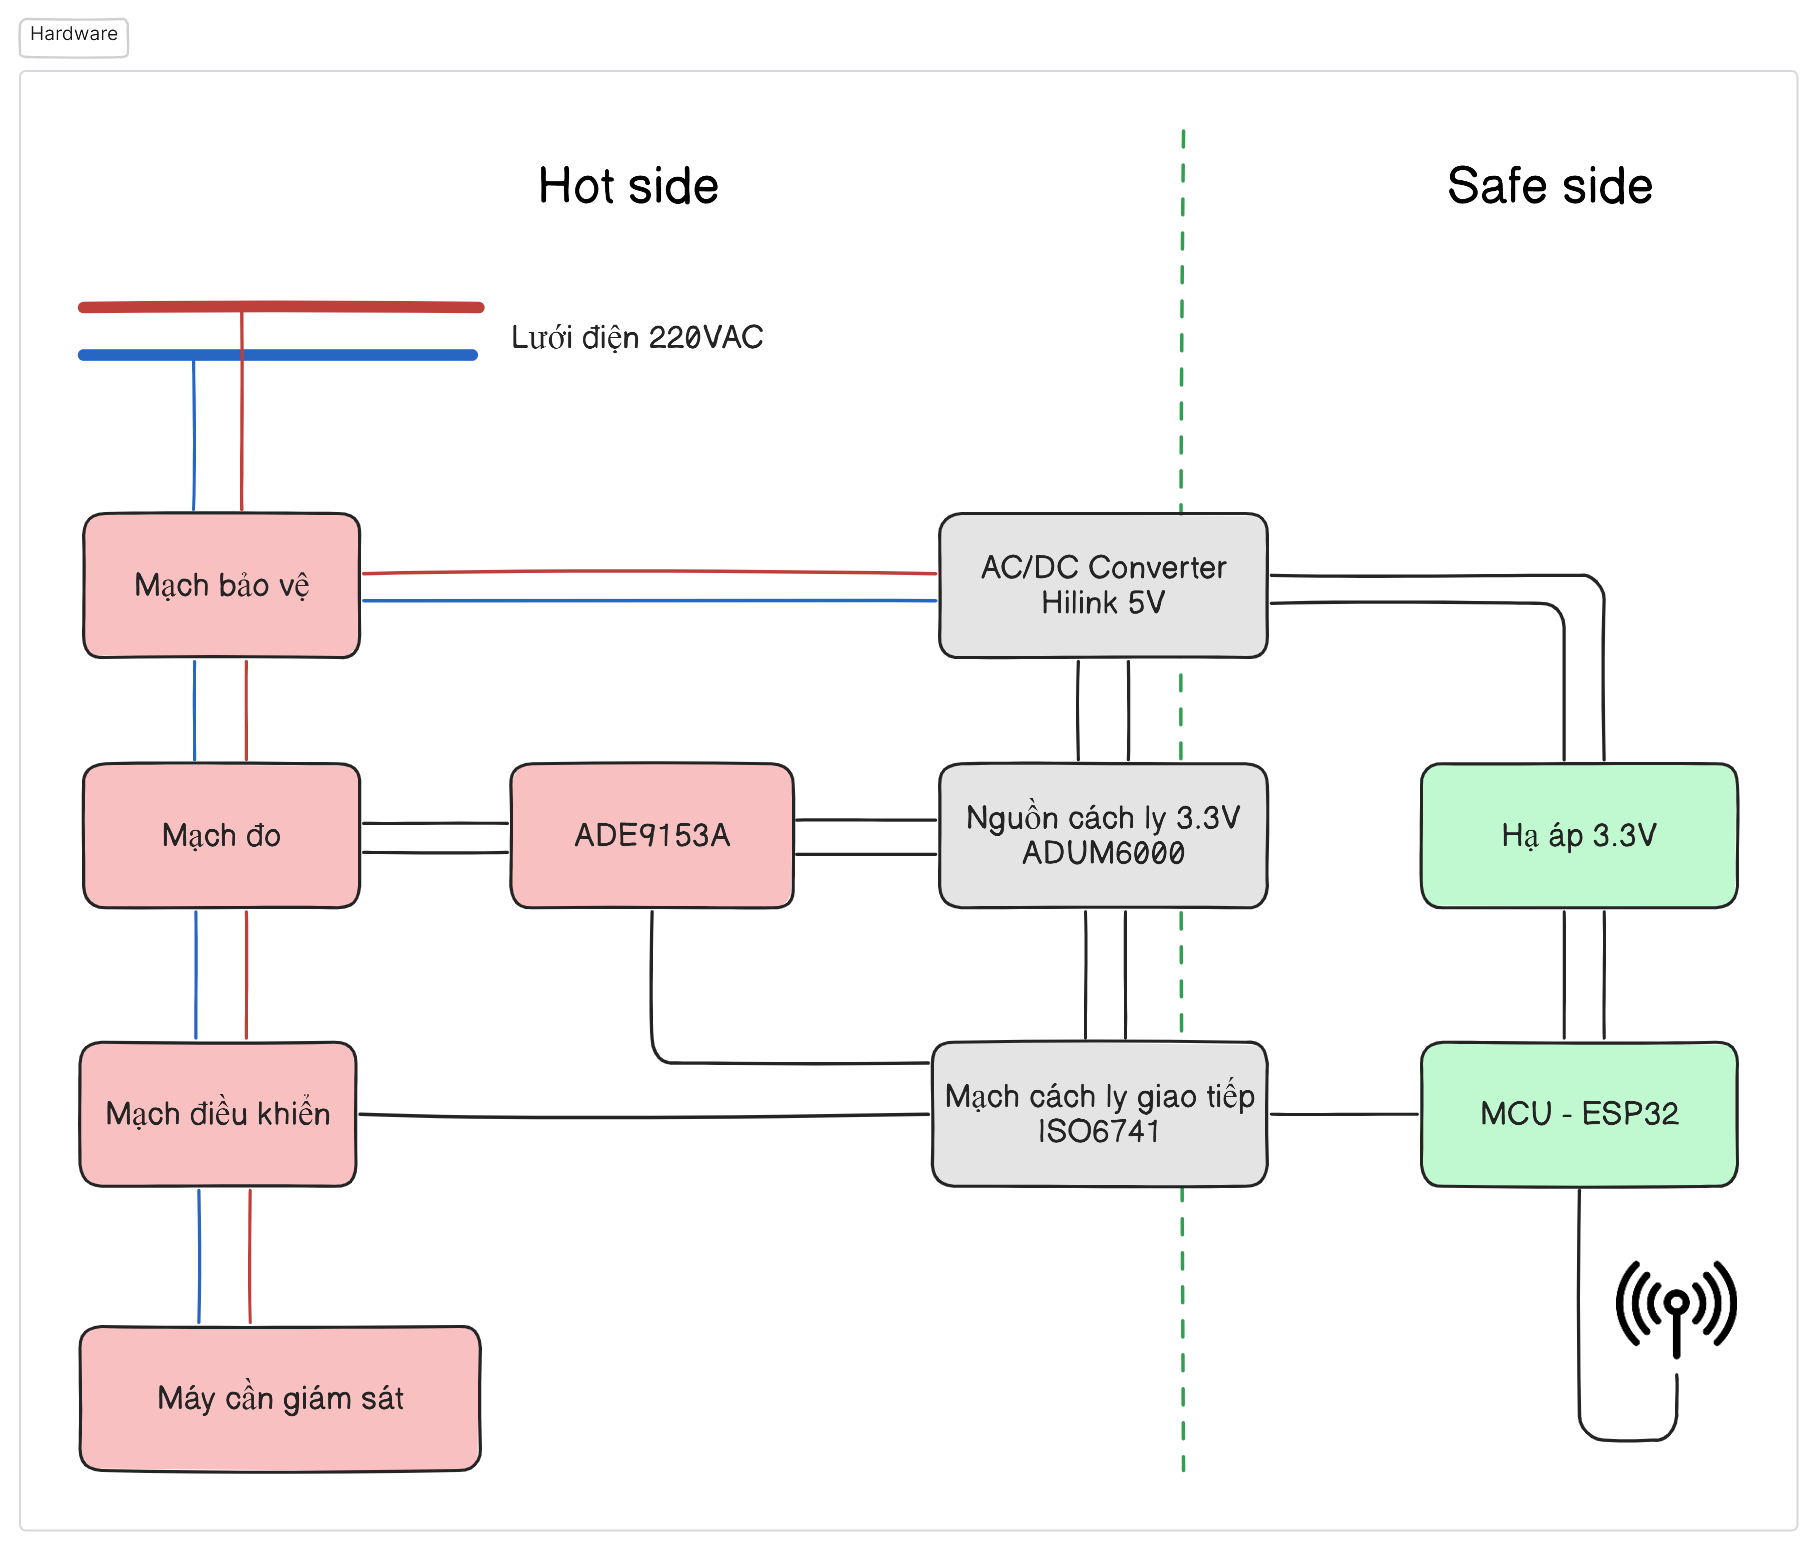 Hardware
Hot side
Safe side
Lưới điện 220VAC
Mạch bảo vệ
AC/DC Converter
Hilink 5V
Mạch đo
ADE9153A
Nguồn cách ly 3.3V
ADUM6000
Hạ áp 3.3V
Mạch điều khiển
Mạch cách ly giao tiếp
ISO6741
MCU - ESP32
Máy cần giám sát